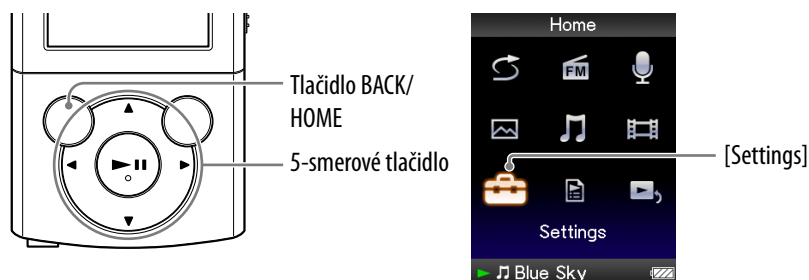 Home
FM
Tlačidlo BACK/
HOME
5-smerové tlačidlo
[Settings]
Settings
Blue Sky